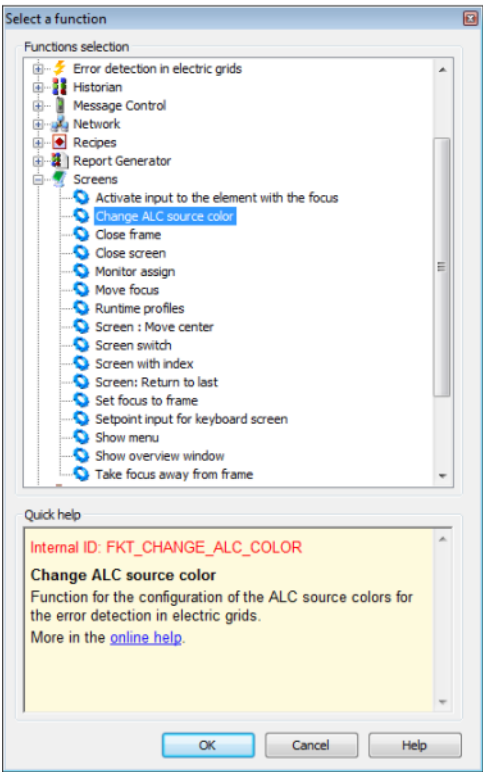 Select a function
Functions selection
Error detection in electric grids
Historian
Message Control
Network
Recipes
Report Generator
Screens
Activate input to the element with the focus
Change ALC source color
Close frame
Close screen
Monitor assign
Move focus
Runtime profiles
Screen : Move center
Screen switch
Screen with index
Screen: Return to last
Set focus to frame
Setpoint input for keyboard screen
Show menu
Show overview window
Take focus away from frame
Quick help
Internal ID: FKT_CHANGE_ALC_COLOR
Change ALC source color
Function for the configuration of the ALC source colors for
the error detection in electric grids.
More in the online help.
OK Cancel Help